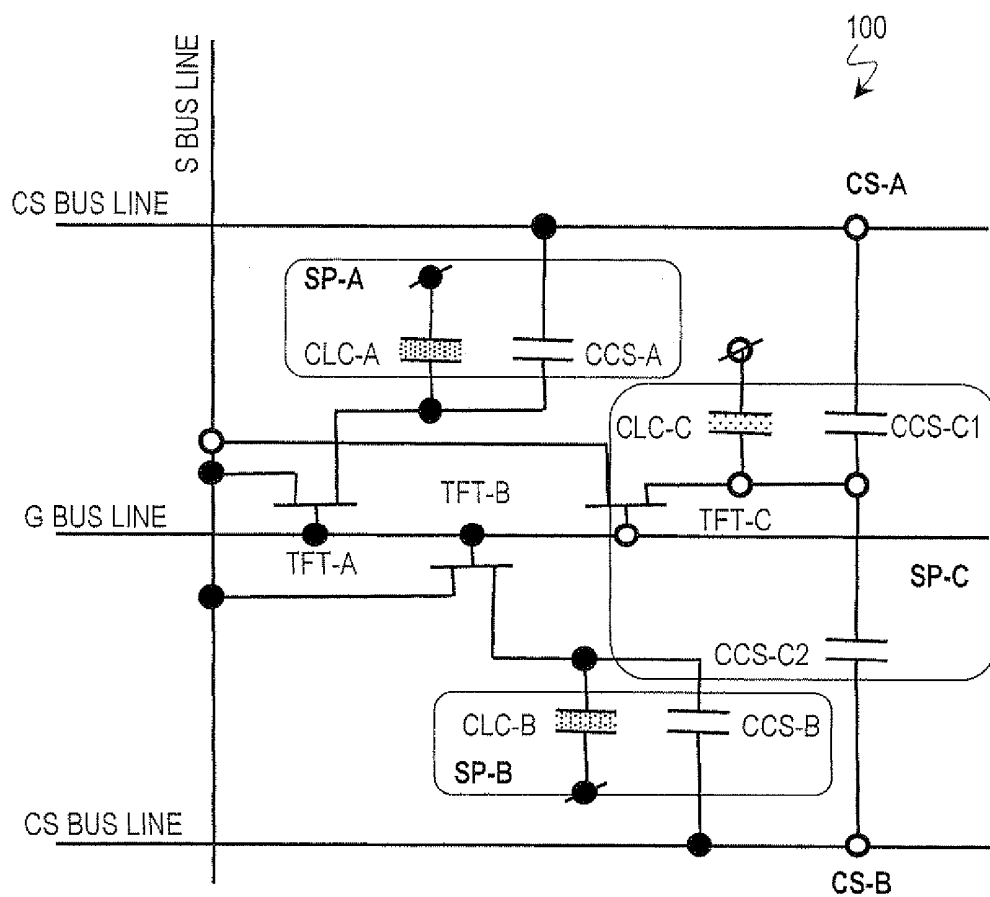 100
S BUS LINE
CS-A
CS BUS LINE
SP-A
CLC-A
CCS-A
CLC-C
CCS-C1
TFT-B
TFT-C
G BUS LINE
TFT-A
SP-C
CCS-C2
CLC-B
CCS-B
SP-B
CS BUS LINE
CS-B